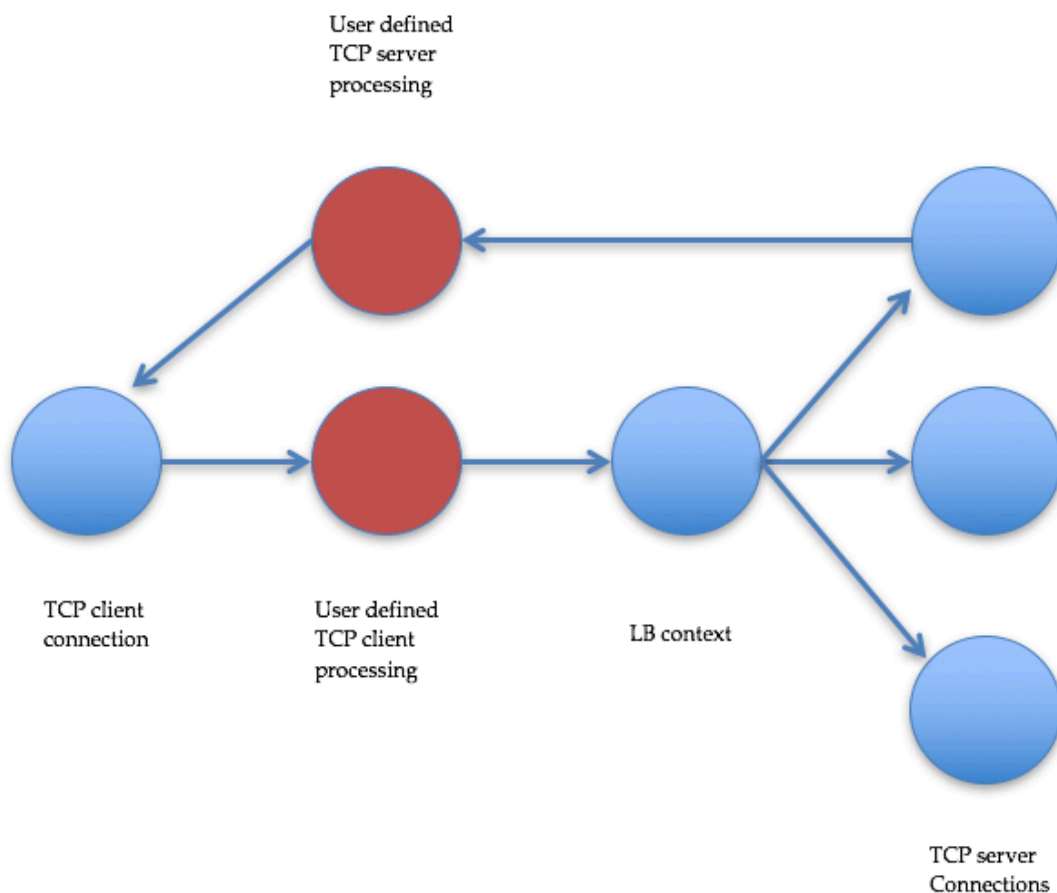 User defined
TCP server
processing
TCP client
connection
User defined
TCP client
processing
LB context
TCP server
Connections